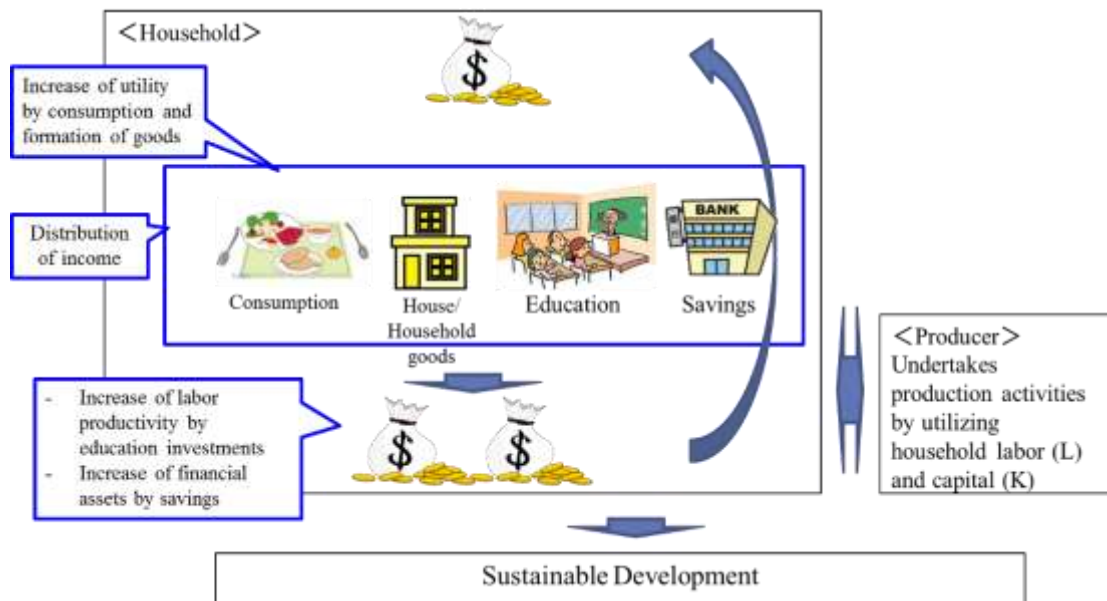 <Household>
Increase of utility
by consumption and
formation of goods
Distribution
of income
$
BANK
Consumption
House/
Household
goods
Education
Savings
- Increase of labor
productivity by
education investments
- Increase of financial
assets by savings
$
$
<Producer>
Undertakes
production activities
by utilizing
household labor (L)
and capital (K)
Sustainable Development